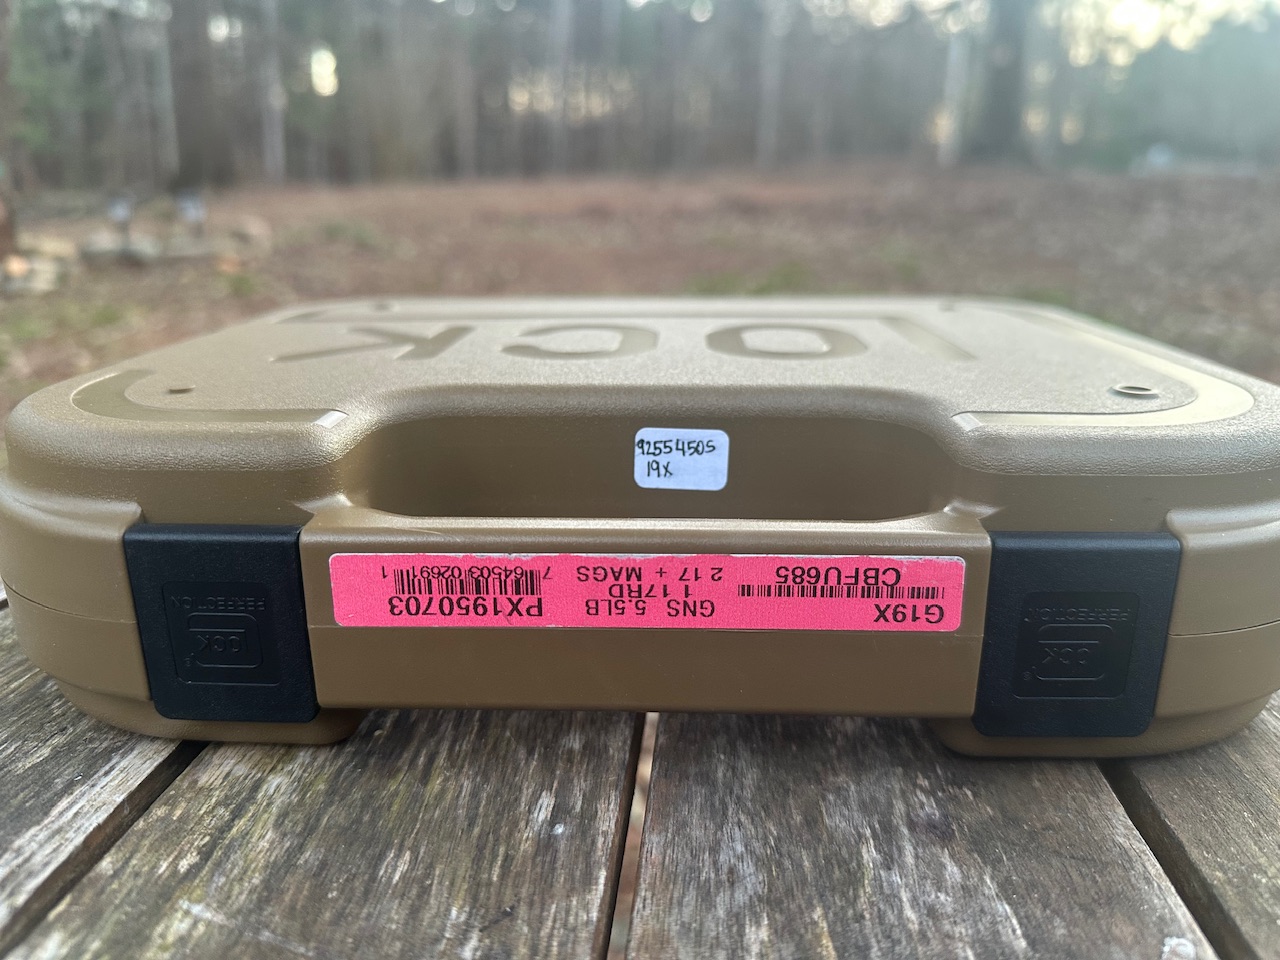 LOCK
92554505
19X
G19X
CBFU685
GNS 5.5LB
1 17RD
2 17 + MAGS
PX1950703
7 64503 02691 1
GLOCK
PERFECTION
GLOCK
PERFECTION